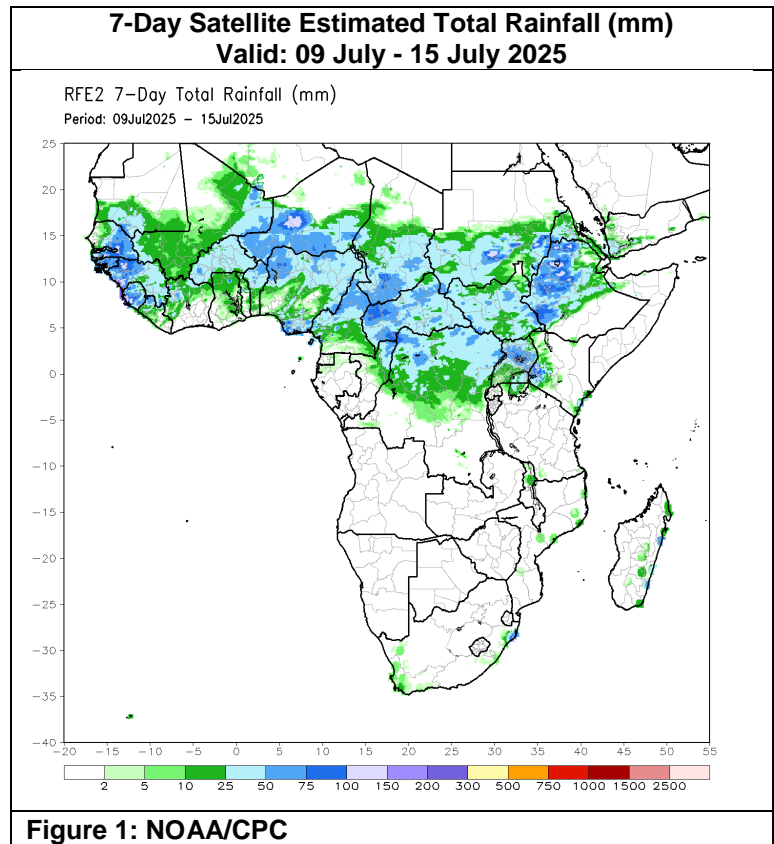 7-Day Satellite Estimated Total Rainfall (mm)
Valid: 09 July - 15 July 2025
RFE2 7-Day Total Rainfall (mm)
Period: 09Jul2025 - 15Jul2025
25
20
15
10
5
0
-5
-10
-15
-20
-25
-30
-35
-40
-20 -15 -10 -5 0 5 10 15 20 25 30 35 40 45 50 55
2 5 10 25 50 75 100 150 200 300 500 750 1000 1500 2500
Figure 1: NOAA/CPC